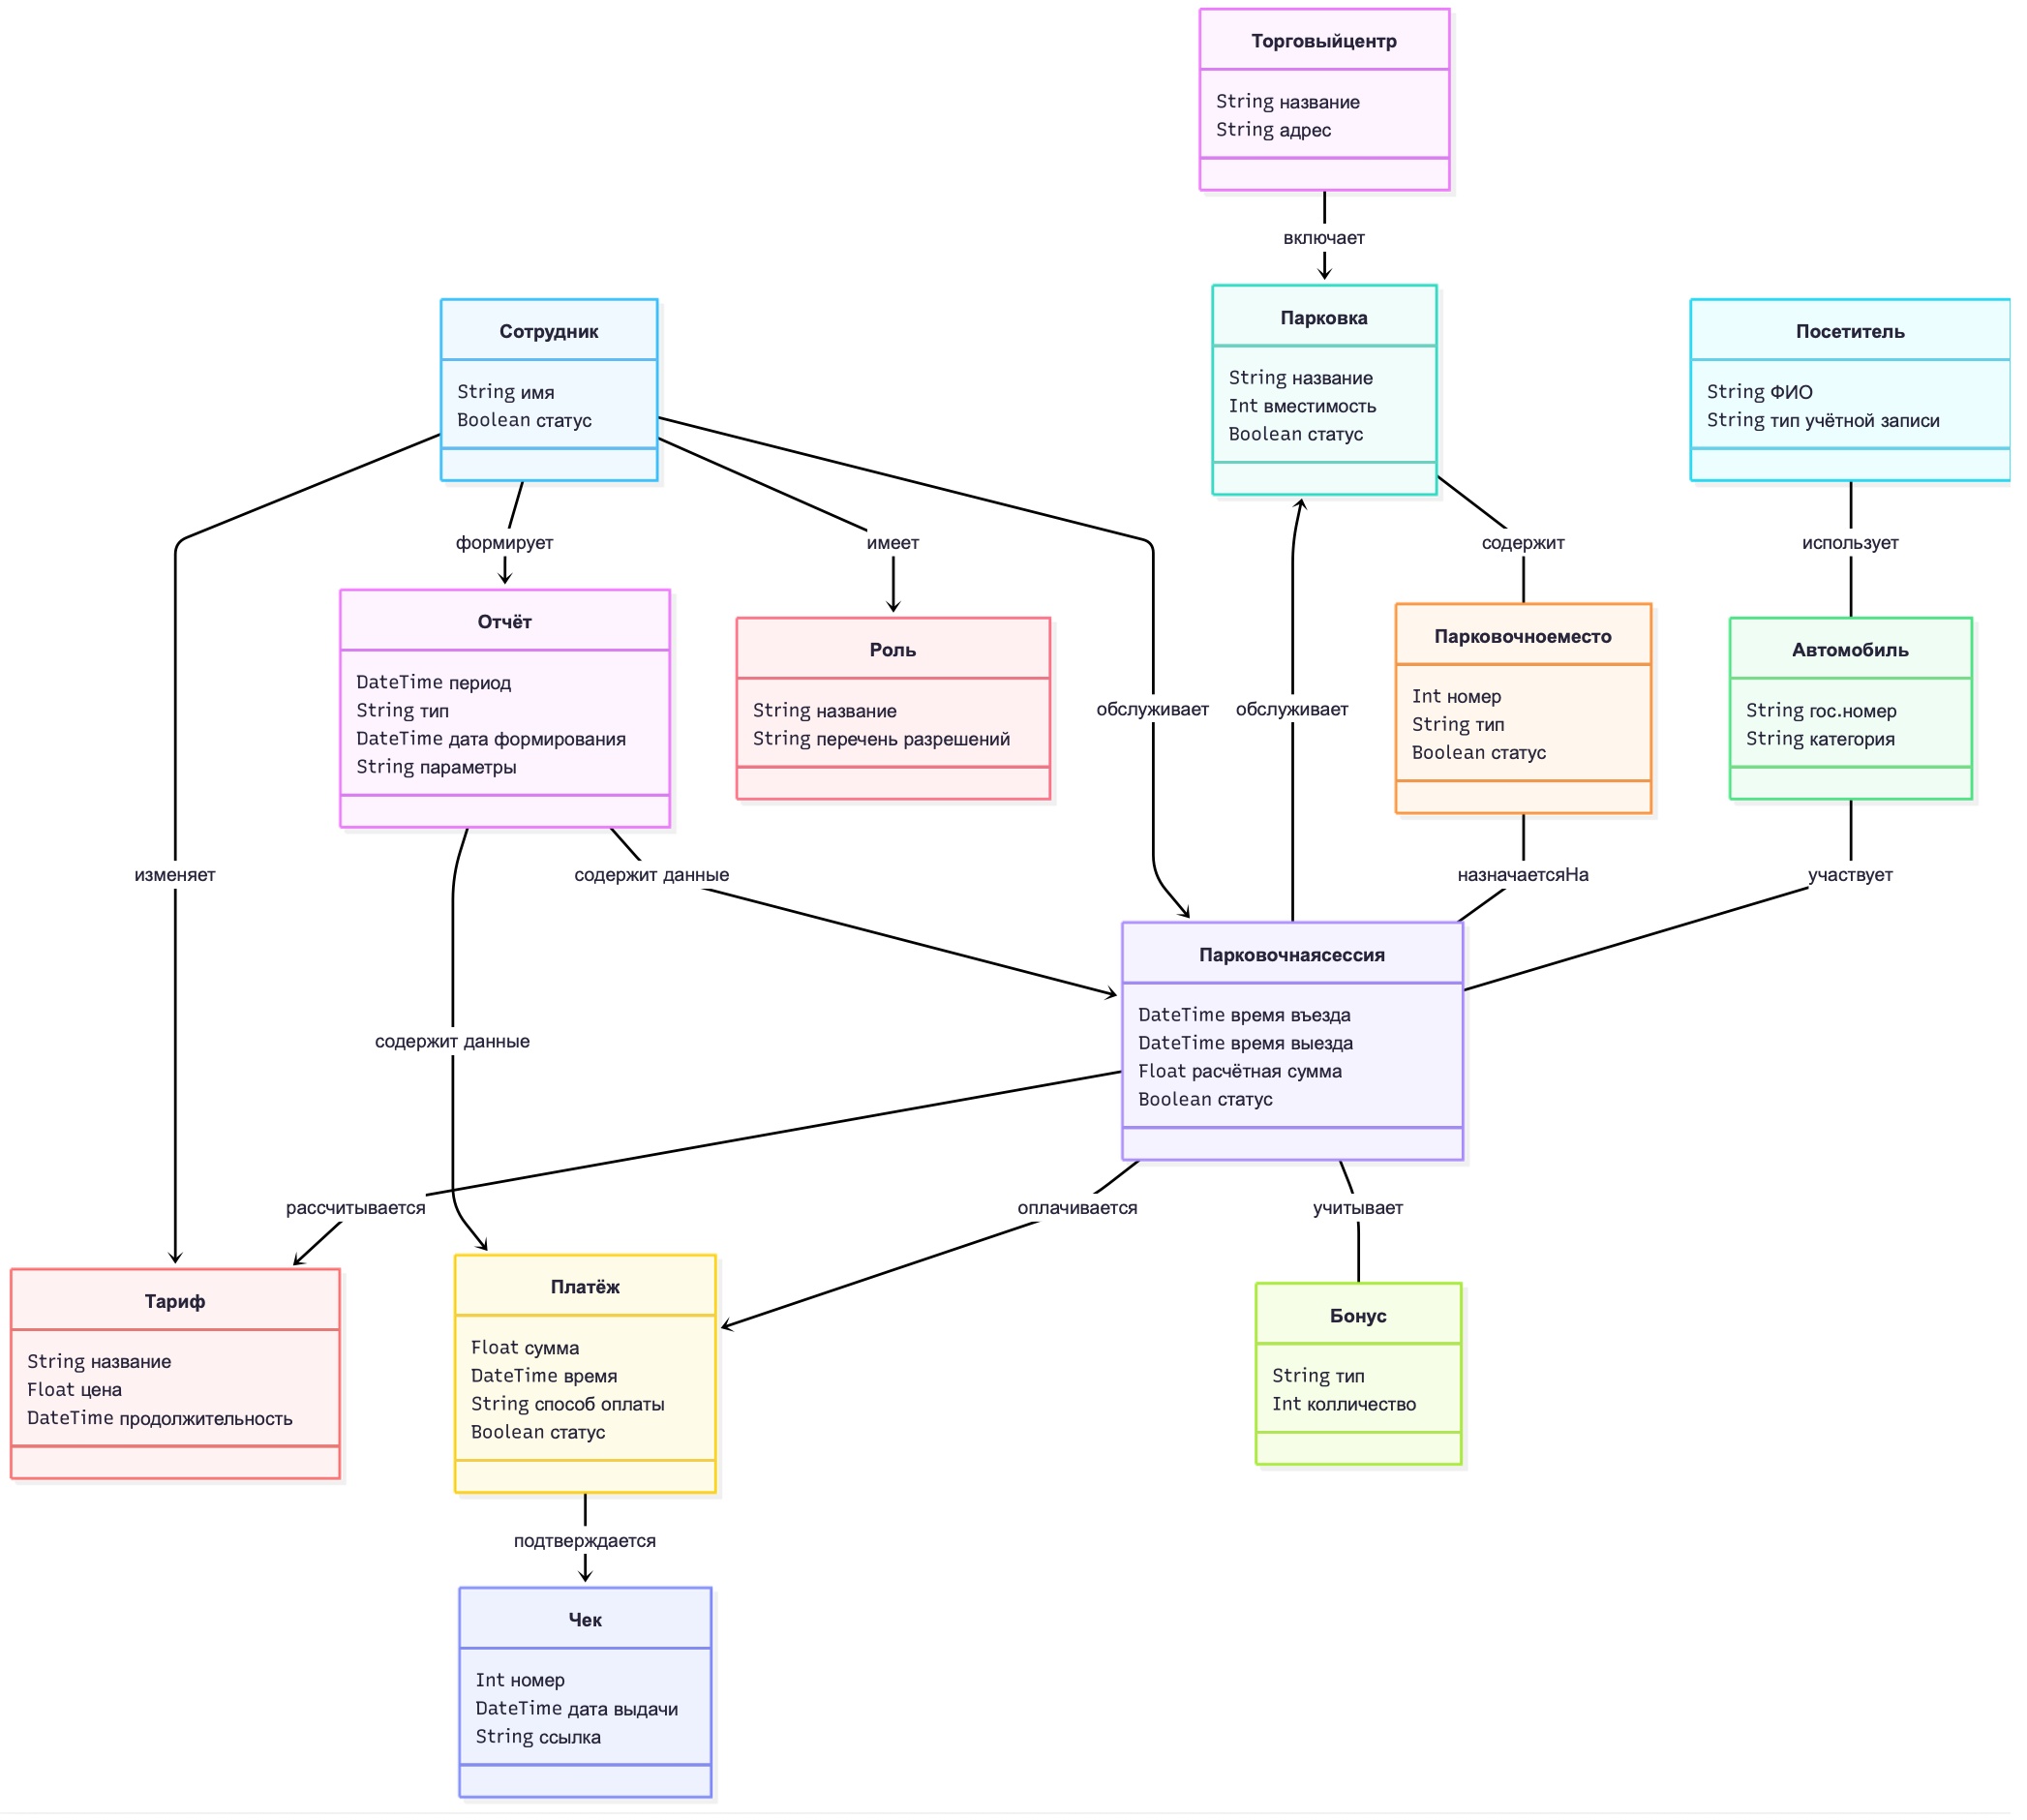 Торговыйцентр
String название
String адрес
включает
Сотрудник
String имя
Boolean статус
Парковка
String название
Int вместимость
Boolean статус
Посетитель
String ФИО
String тип учётной записи
формирует
имеет
содержит
использует
Отчёт
DateTime период
String тип
DateTime дата формирования
String параметры
Роль
String название
String перечень разрешений
обслуживает
обслуживает
Парковочноеместо
Int номер
String тип
Boolean статус
Автомобиль
String гос.номер
String категория
изменяет
содержит данные
назначаетсяНа
участвует
Парковочнаясессия
DateTime время въезда
DateTime время выезда
Float расчётная сумма
Boolean статус
содержит данные
рассчитывается
оплачивается
учитывает
Тариф
String название
Float цена
DateTime продолжительность
Платёж
Float сумма
DateTime время
String способ оплаты
Boolean статус
Бонус
String тип
Int колличество
подтверждается
Чек
Int номер
DateTime дата выдачи
String ссылка